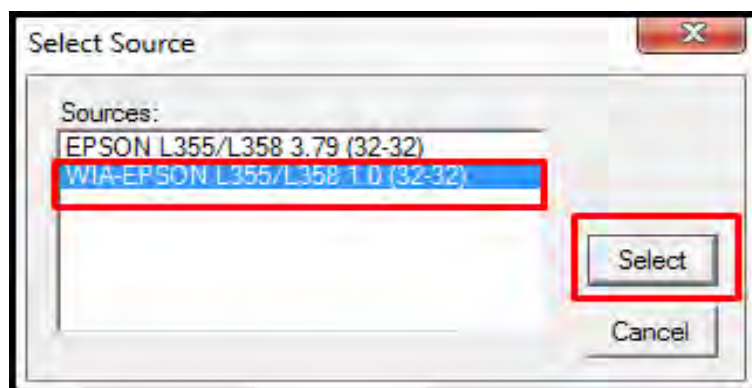 Select Source
Sources:
EPSON L355/L358 3.79 (32-32)
WIA-EPSON L355/L358 1.0 (32-32)
Select
Cancel